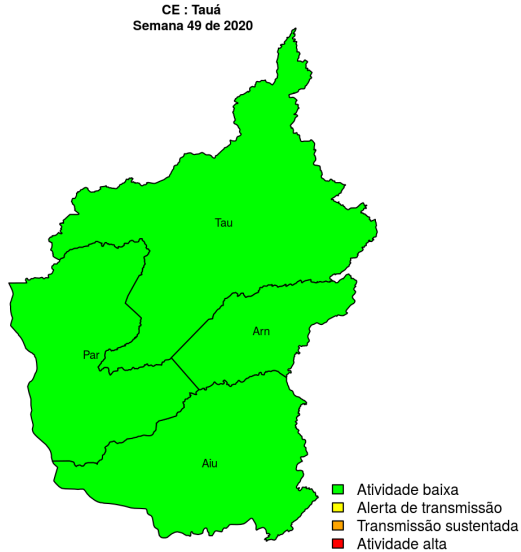 CE : Tauá
Semana 49 de 2020
Tau
Arn
Par
Aiu
Atividade baixa
Alerta de transmissão
Transmissão sustentada
Atividade alta